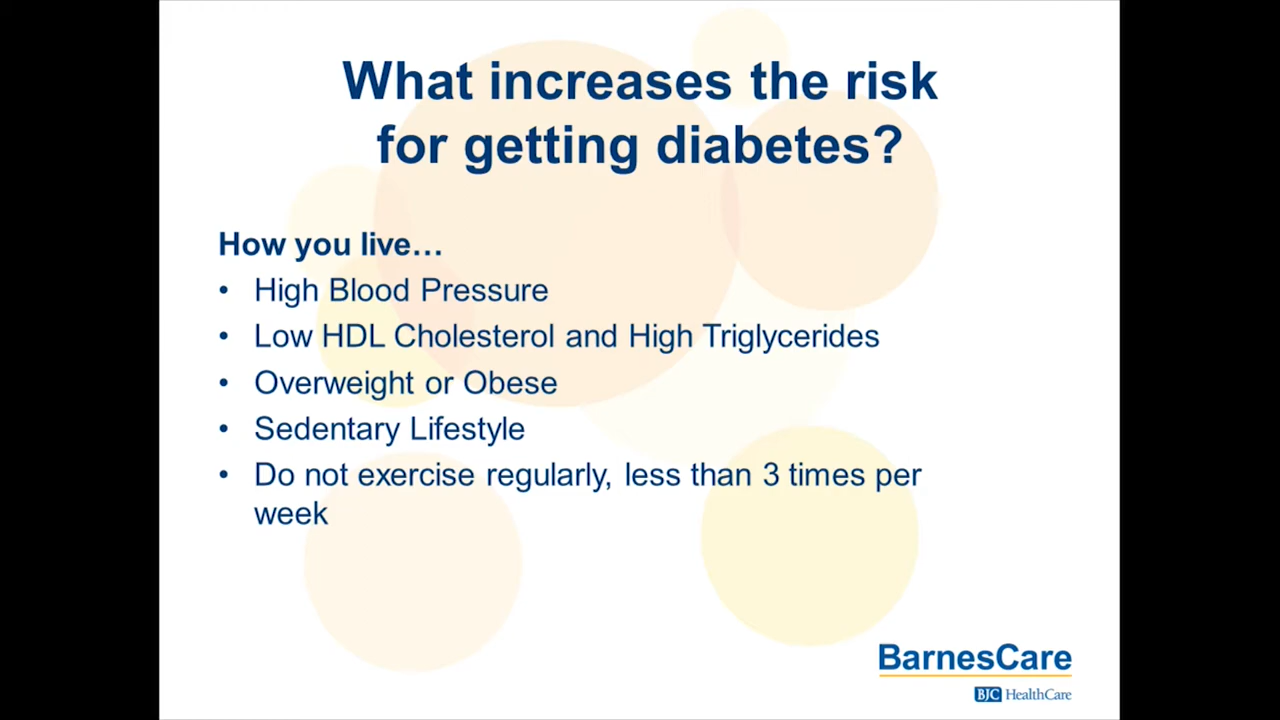 What increases the risk
for getting diabetes?
How you live…
• High Blood Pressure
• Low HDL Cholesterol and High Triglycerides
• Overweight or Obese
• Sedentary Lifestyle
• Do not exercise regularly, less than 3 times per
week
BarnesCare
BJC HealthCare